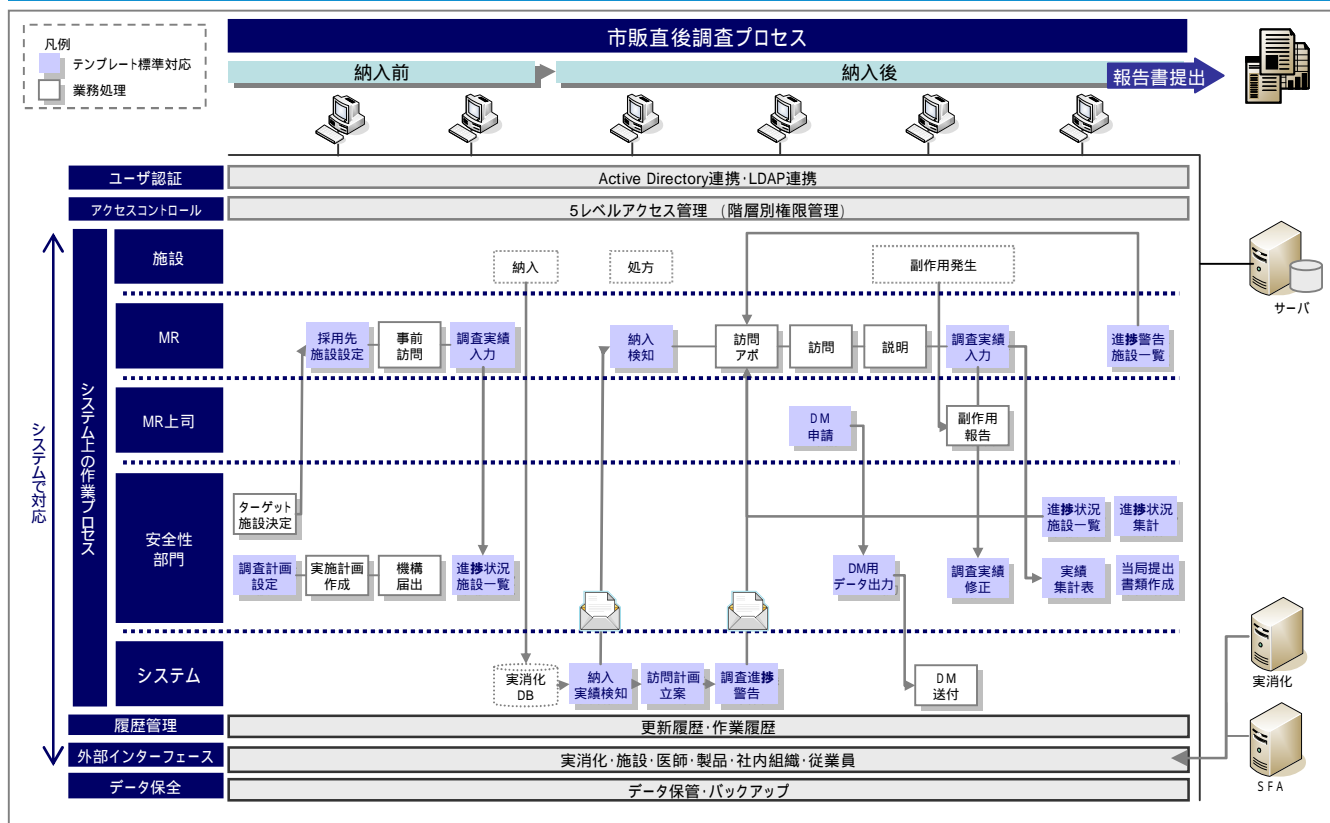 市販直後調査プロセス
凡例
テンプレート標準対応
業務処理
納入前
納入後
報告書提出
ユーザ認証
Active Directory連携・LDAP連携
アクセスコントロール
5レベルアクセス管理 (階層別権限管理)
システムで対応
システム上の作業プロセス
施設
納入
処方
副作用発生
サーバ
MR
採用先
施設設定
事前
訪問
調査実績
入力
納入
検知
訪問
アポ
訪問
説明
調査実績
入力
進捗警告
施設一覧
MR上司
DM
申請
副作用
報告
安全性
部門
ターゲット
施設決定
進捗状況
施設一覧
進捗状況
集計
調査計画
設定
実施計画
作成
機構
届出
進捗状況
施設一覧
DM用
データ出力
調査実績
修正
実績
集計表
当局提出
書類作成
システム
実消化
DB
納入
実績検知
訪問計画
立案
調査進捗
警告
DM
送付
実消化
履歴管理
更新履歴・作業履歴
外部インターフェース
実消化・施設・医師・製品・社内組織・従業員
SFA
データ保全
データ保管・バックアップ